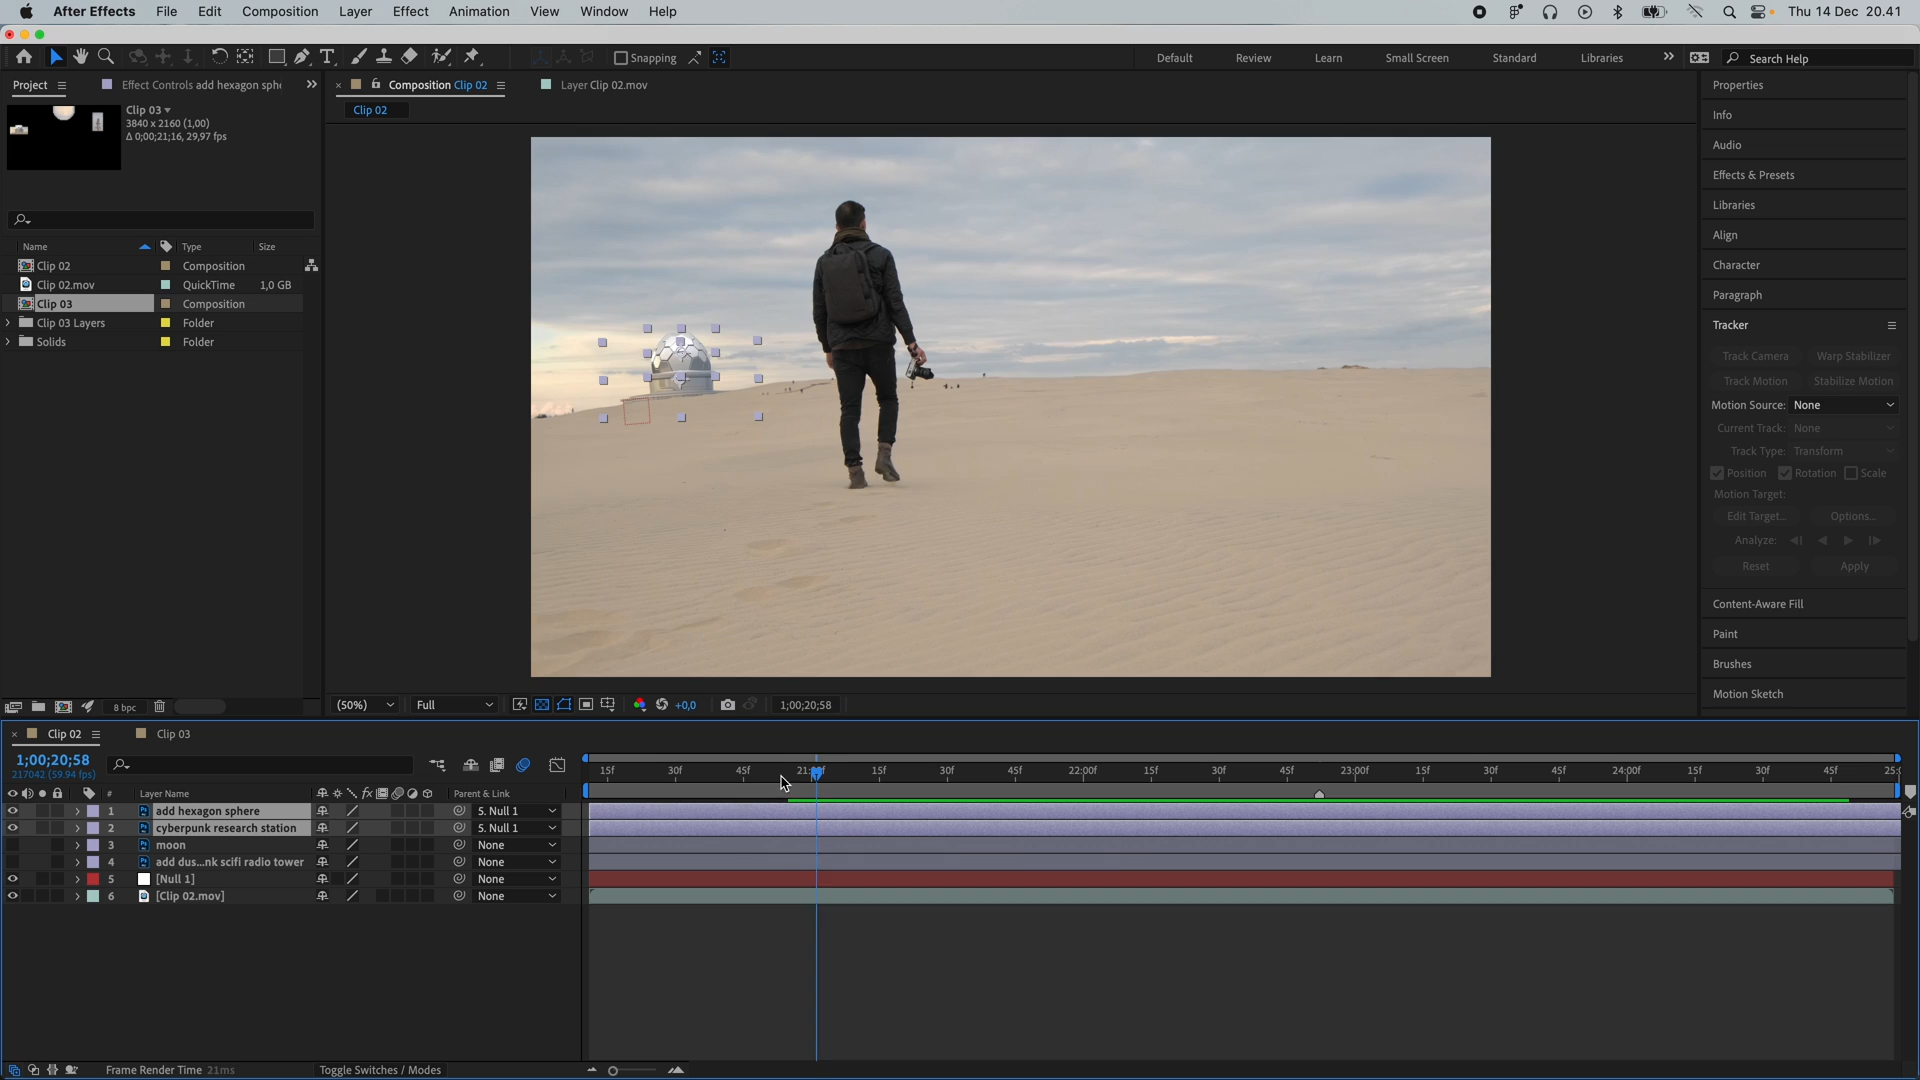 After Effects File Edit Composition Layer Effect Animation View Window Help Thu 14 Dec 20.41
Snapping Default Review Learn Small Screen Standard Libraries Search Help
Project Effect Controls add hexagon sphe
Composition Clip 02 Layer Clip 02.mov
Clip 02
Clip 03
3840 x 2160 (1,00)
Δ 0;00;21;16, 29,97 fps
Name Type Size
Clip 02 Composition
Clip 02.mov QuickTime 1,0 GB
Clip 03 Composition
Clip 03 Layers Folder
Solids Folder
8 bpc
(50%) Full +0,0 1;00;20;58
Properties
Info
Audio
Effects & Presets
Libraries
Align
Character
Paragraph
Tracker
Track Camera Warp Stabilizer
Track Motion Stabilize Motion
Motion Source: None
Current Track: None
Track Type: Transform
Position Rotation Scale
Motion Target:
Edit Target... Options...
Analyze:
Reset Apply
Content-Aware Fill
Paint
Brushes
Motion Sketch
Clip 02 Clip 03
1;00;20;58
217042 (59.94 fps)
15f 30f 45f 15f 30f 45f 22:00f 15f 30f 45f 23:00f 15f 30f 45f 24:00f 15f 30f 45f
# Layer Name Parent & Link
1 add hexagon sphere 5. Null 1
2 cyberpunk research station 5. Null 1
3 moon None
4 add dus...nk scifi radio tower None
5 [Null 1] None
6 [Clip 02.mov] None
Frame Render Time 21ms Toggle Switches / Modes